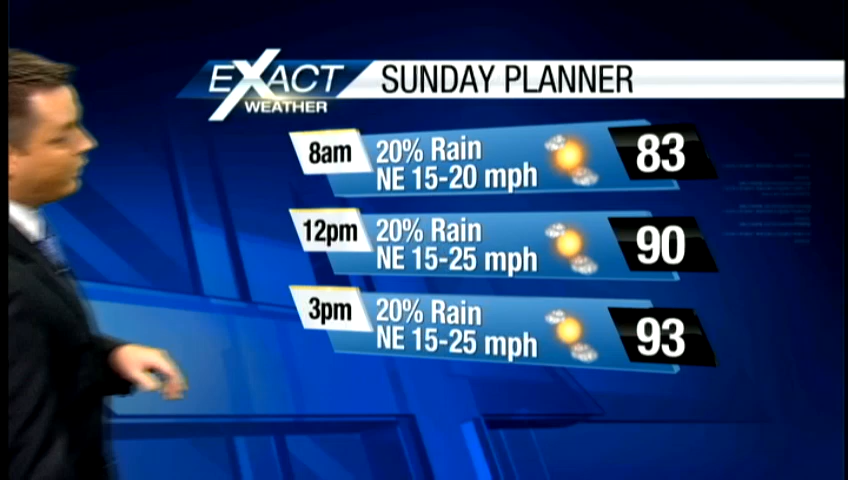 EXACT
WEATHER
SUNDAY PLANNER
8am
20% Rain
NE 15-20 mph
83
12pm
20% Rain
NE 15-25 mph
90
3pm
20% Rain
NE 15-25 mph
93